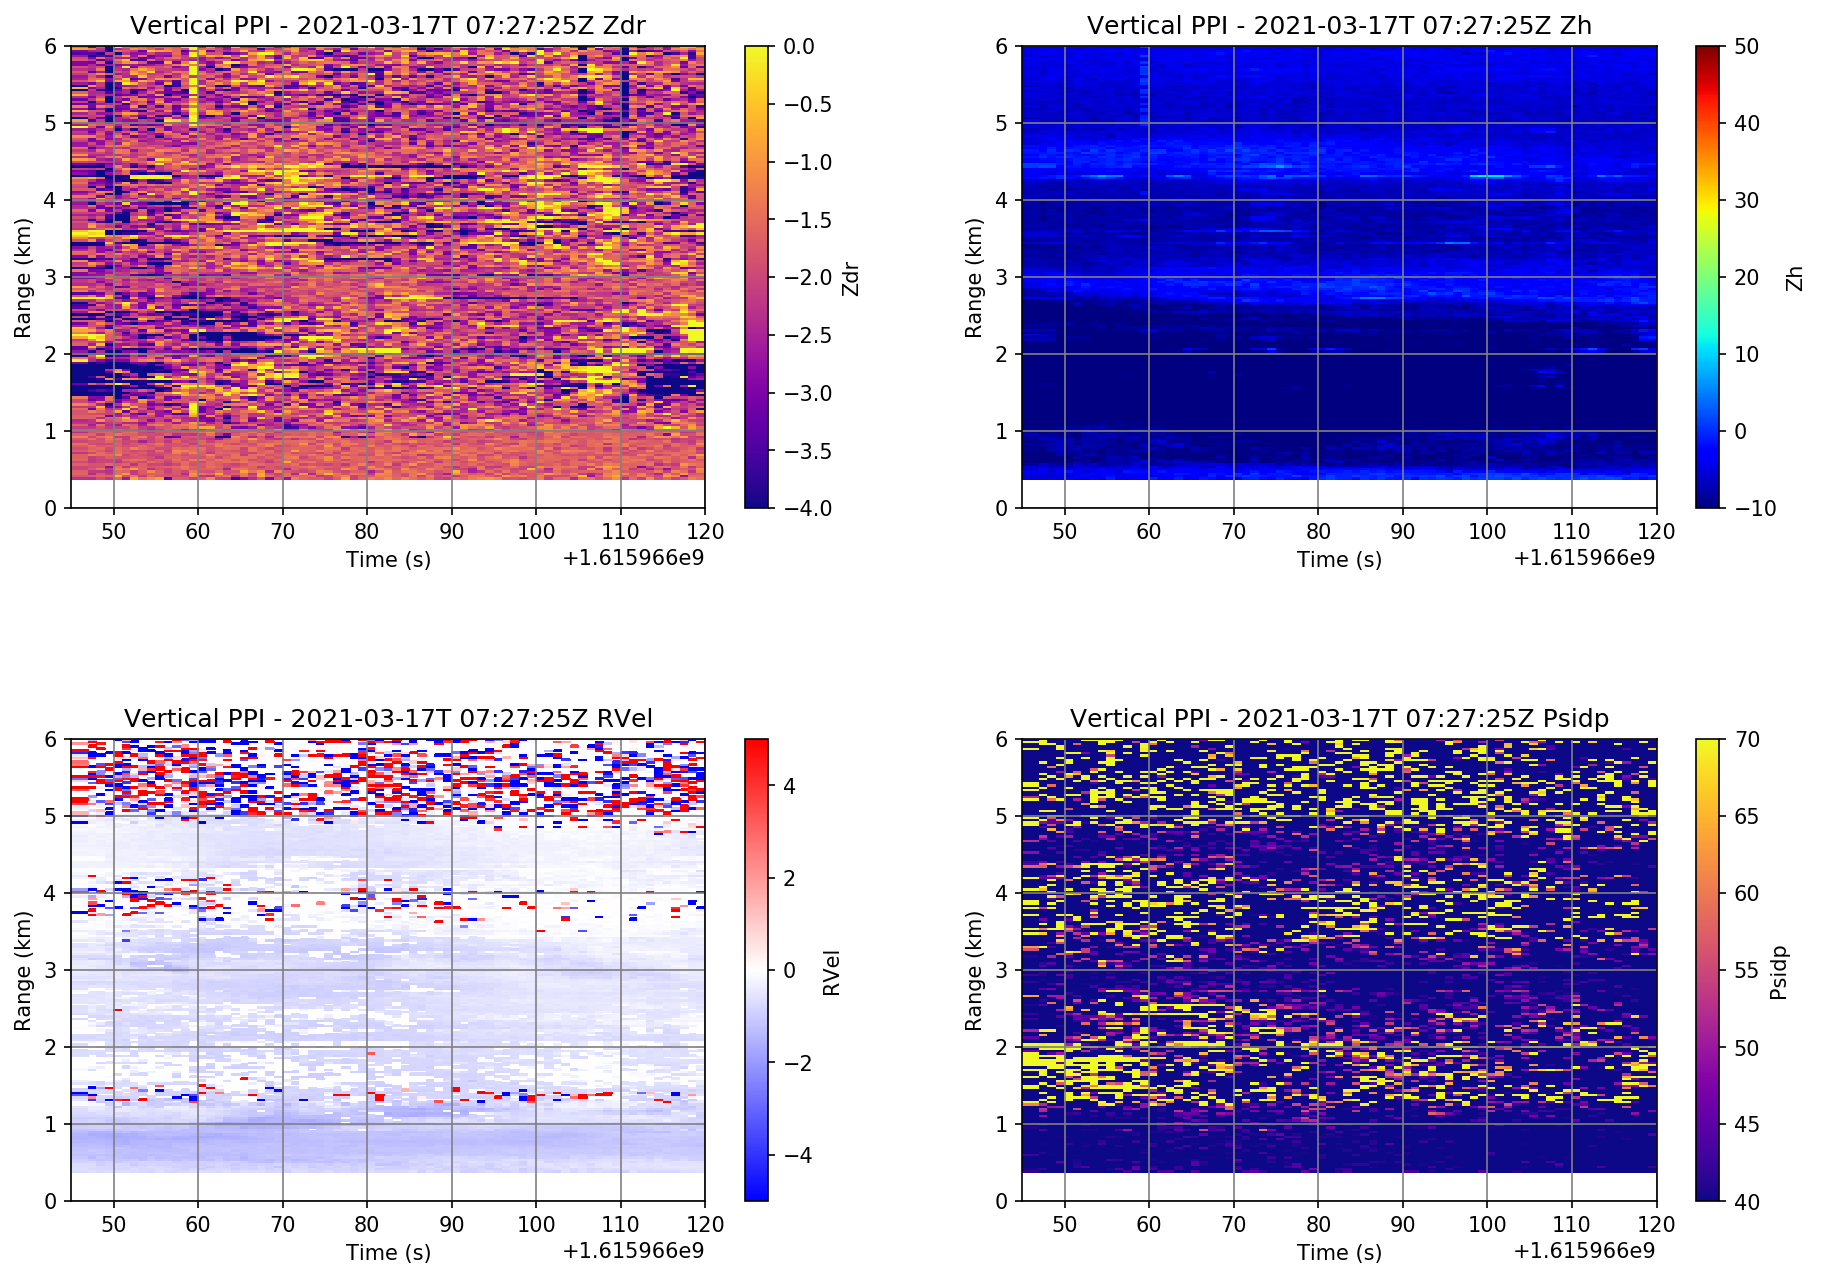 Vertical PPI - 2021-03-17T 07:27:25Z Zdr
6
5
4
3
2
1
0
Range (km)
50 60 70 80 90 100 110 120
Time (s)
+1.615966e9
0.0
−0.5
−1.0
−1.5
−2.0
−2.5
−3.0
−3.5
−4.0
Zdr
Vertical PPI - 2021-03-17T 07:27:25Z Zh
6
5
4
3
2
1
0
Range (km)
50 60 70 80 90 100 110 120
Time (s)
+1.615966e9
50
40
30
20
10
0
−10
Zh
Vertical PPI - 2021-03-17T 07:27:25Z RVel
6
5
4
3
2
1
0
Range (km)
50 60 70 80 90 100 110 120
Time (s)
+1.615966e9
4
2
0
−2
−4
RVel
Vertical PPI - 2021-03-17T 07:27:25Z Psidp
6
5
4
3
2
1
0
Range (km)
50 60 70 80 90 100 110 120
Time (s)
+1.615966e9
70
65
60
55
50
45
40
Psidp